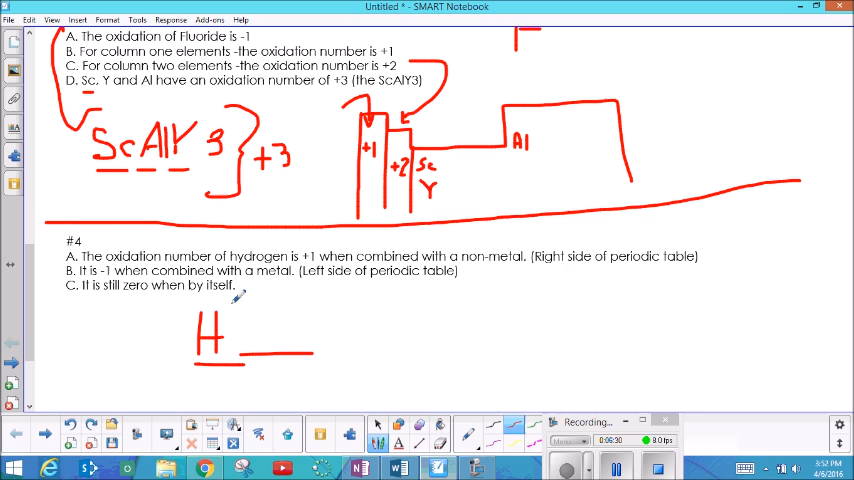 Untitled * - SMART Notebook
File Edit View Insert Format Tools Response Add-ons Help
A. The oxidation of Fluoride is -1
B. For column one elements -the oxidation number is +1
C. For column two elements -the oxidation number is +2
D. Sc, Y and Al have an oxidation number of +3 (the ScAlY3)
ScAlY 3 +3
+1 +2 Sc Al
Y
#4
A. The oxidation number of hydrogen is +1 when combined with a non-metal. (Right side of periodic table)
B. It is -1 when combined with a metal. (Left side of periodic table)
C. It is still zero when by itself.
H
Recording...
Menu 0:06:30 8.0 fps
3:52 PM
4/6/2016